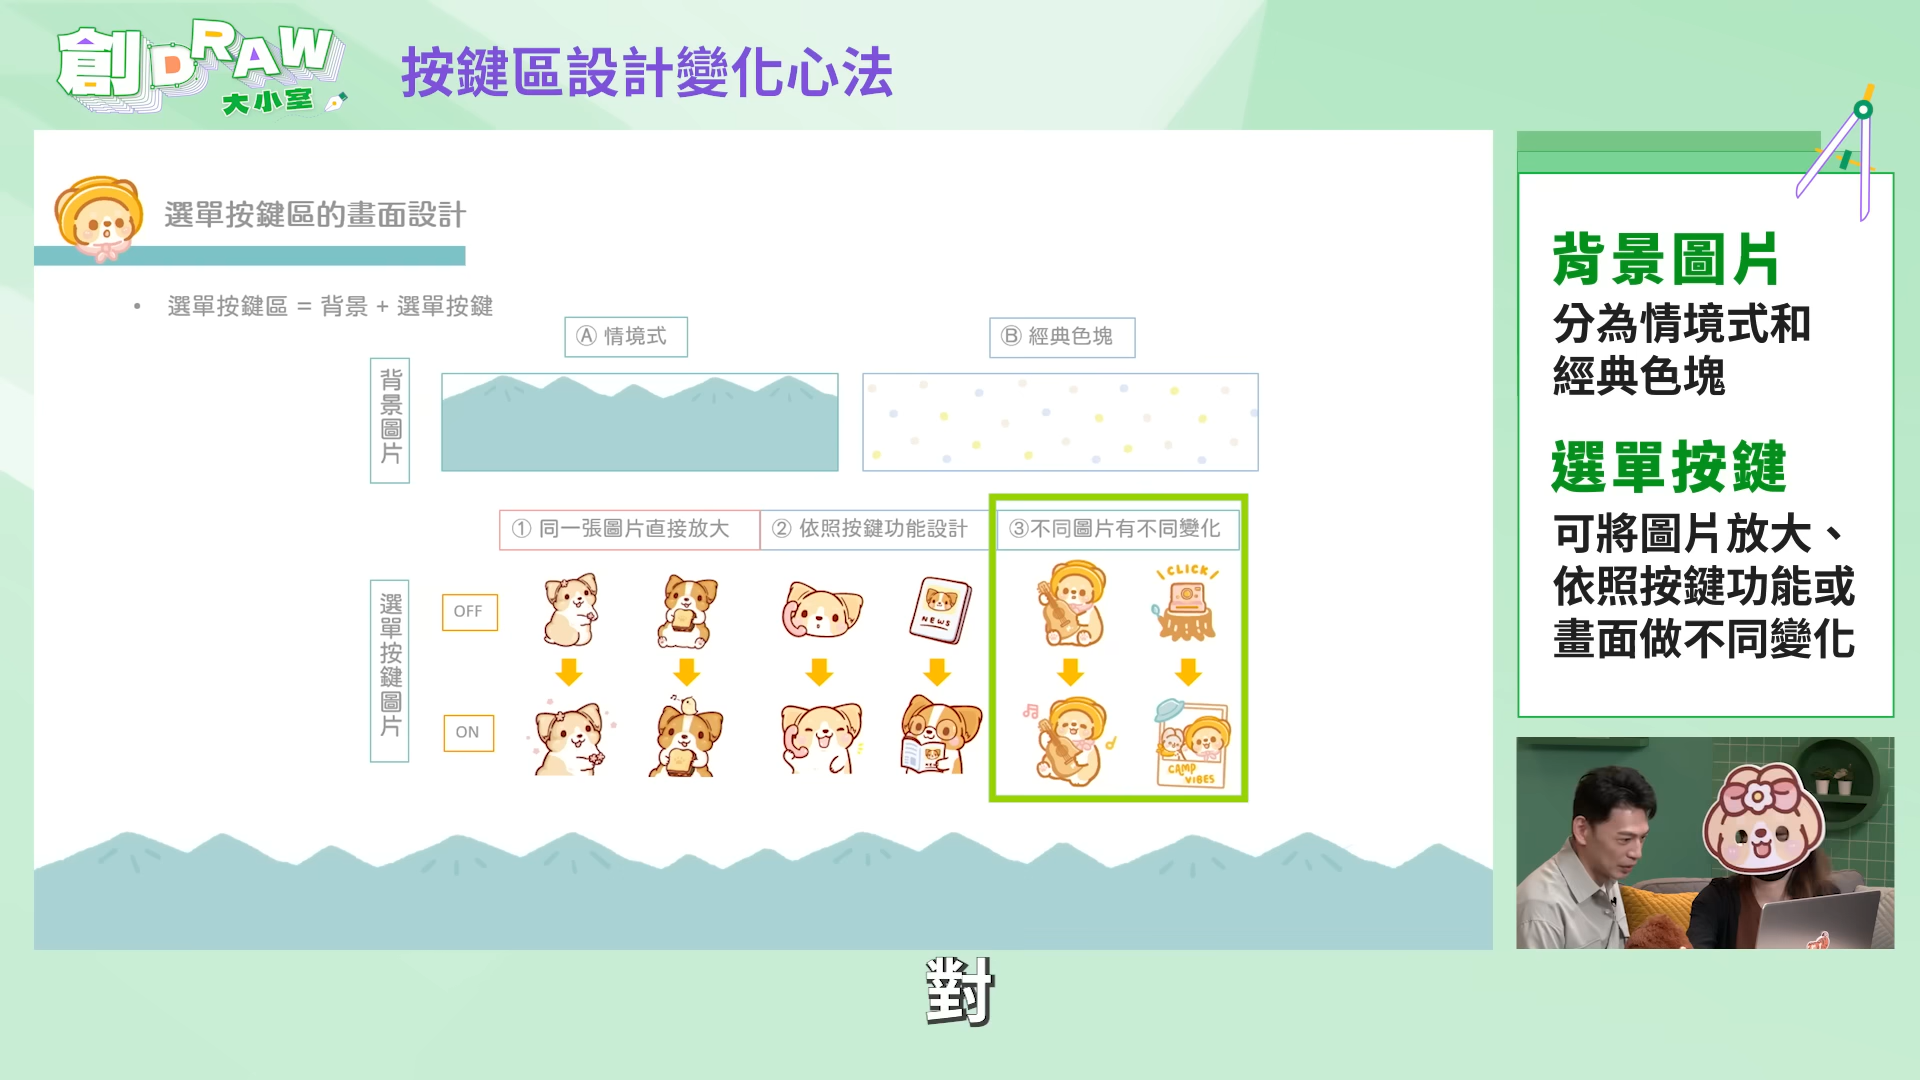 創DRAW
大小室
按鍵區設計變化心法
選單按鍵區的畫面設計
• 選單按鍵區 = 背景 + 選單按鍵
Ⓐ 情境式
Ⓑ 經典色塊
背景圖片
① 同一張圖片直接放大
② 依照按鍵功能設計
③不同圖片有不同變化
選單按鍵圖片
OFF
NEWS
CLICK
ON
CAMP
VIBES
背景圖片
分為情境式和
經典色塊
選單按鍵
可將圖片放大、
依照按鍵功能或
畫面做不同變化
對